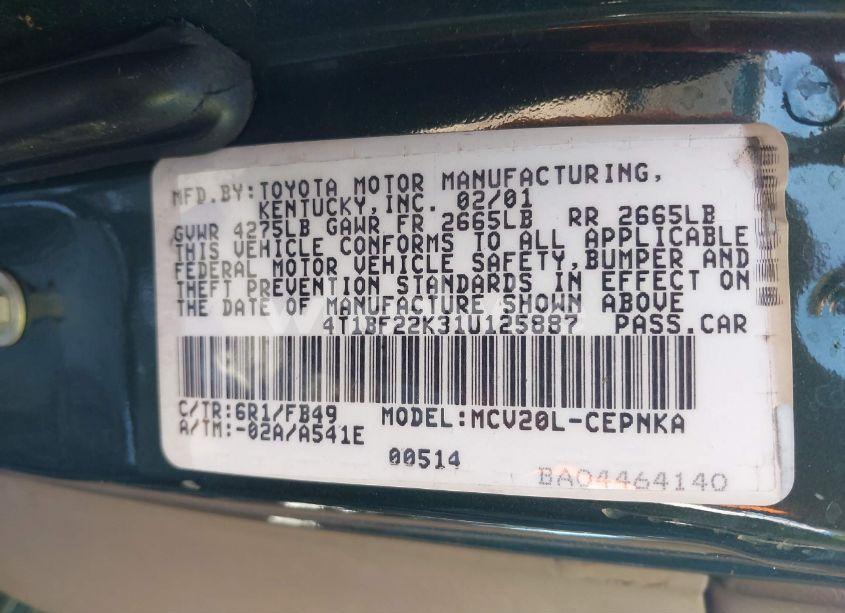 MFD.BY:TOYOTA MOTOR MANUFACTURING,
KENTUCKY,INC. 02/01
GVWR 4275LB GAWR FR 2665LB RR 2665LB
THIS VEHICLE CONFORMS TO ALL APPLICABLE
FEDERAL MOTOR VEHICLE SAFETY,BUMPER AND
THEFT PREVENTION STANDARDS IN EFFECT ON
THE DATE OF MANUFACTURE SHOWN ABOVE
4T1BF22K31U125887 PASS.CAR
C/TR:6R1/FB49 MODEL:MCV20L-CEPNKA
A/TM:-02A/A541E
00514
BA04464140